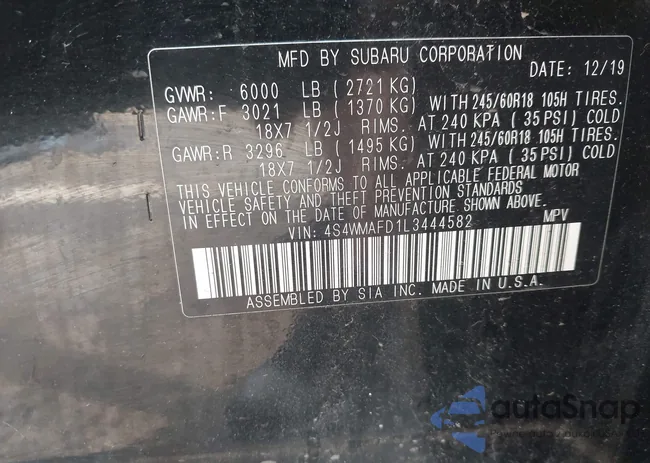 MFD BY SUBARU CORPORATION
DATE: 12/19
GVWR: 6000 LB ( 2721 KG)
GAWR:F 3021 LB ( 1370 KG) WITH 245/60R18 105H TIRES.
18X7 1/2J RIMS. AT 240 KPA ( 35 PSI) COLD
GAWR:R 3296 LB ( 1495 KG) WITH 245/60R18 105H TIRES.
18X7 1/2J RIMS. AT 240 KPA ( 35 PSI) COLD
THIS VEHICLE CONFORMS TO ALL APPLICABLE FEDERAL MOTOR
VEHICLE SAFETY AND THEFT PREVENTION STANDARDS
IN EFFECT ON THE DATE OF MANUFACTURE SHOWN ABOVE.
VIN: 4S4WMAFD1L3444582 MPV
ASSEMBLED BY SIA INC. MADE IN U.S.A.
autoSnap